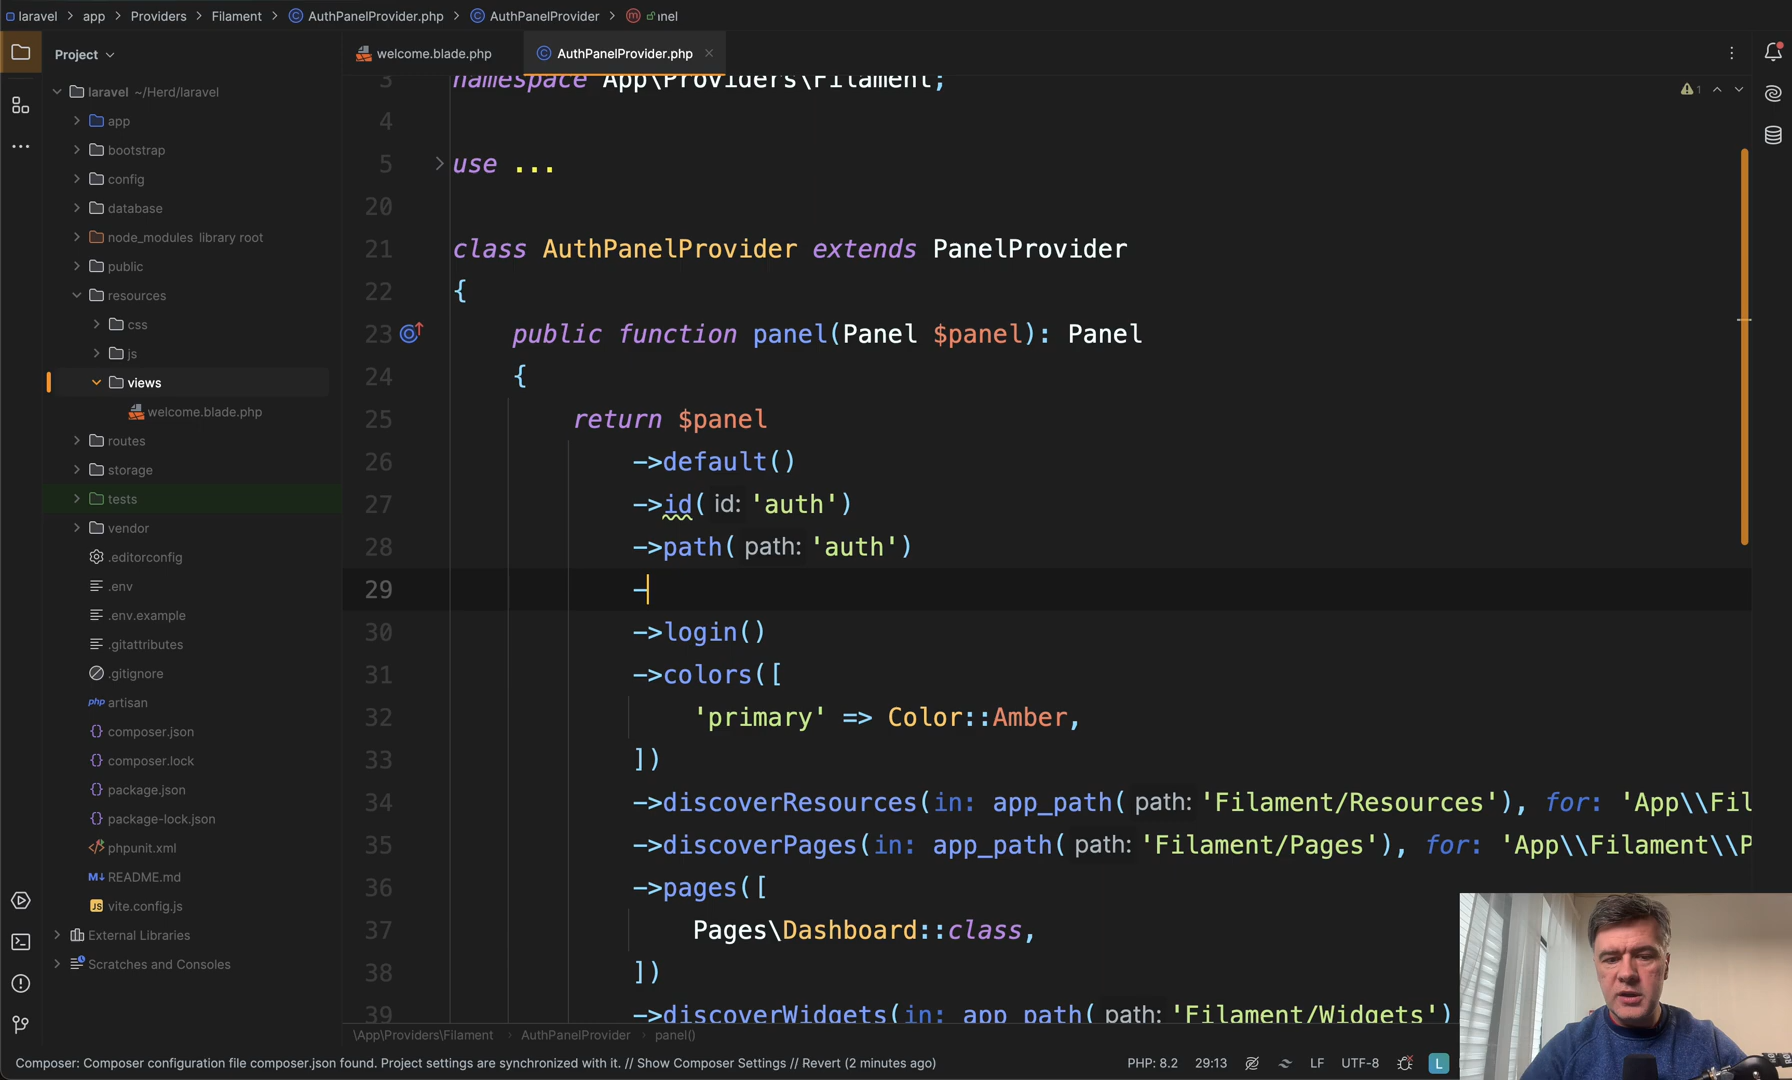 laravel > app > Providers > Filament > AuthPanelProvider.php > AuthPanelProvider >
Project
welcome.blade.php
AuthPanelProvider.php
laravel ~/Herd/laravel
app
bootstrap
config
database
node_modules library root
public
resources
css
js
views
welcome.blade.php
routes
storage
tests
vendor
.editorconfig
.env
.env.example
.gitattributes
.gitignore
php artisan
composer.json
composer.lock
package.json
package-lock.json
phpunit.xml
README.md
vite.config.js
External Libraries
Scratches and Consoles
1
3 namespace App\Providers\Filament;
4
5 use ...
20
21 class AuthPanelProvider extends PanelProvider
22 {
23 public function panel(Panel $panel): Panel
24 {
25 return $panel
26 ->default()
27 ->id( id: 'auth')
28 ->path( path: 'auth')
29 -
30 ->login()
31 ->colors([
32 'primary' => Color::Amber,
33 ])
34 ->discoverResources(in: app_path( path: 'Filament/Resources'), for: 'App\\Fil
35 ->discoverPages(in: app_path( path: 'Filament/Pages'), for: 'App\\Filament\\P
36 ->pages([
37 Pages\Dashboard::class,
38 ])
39 ->discoverWidgets(in: app_path( path: 'Filament/Widgets')
\App\Providers\Filament AuthPanelProvider panel()
Composer: Composer configuration file composer.json found. Project settings are synchronized with it. // Show Composer Settings // Revert (2 minutes ago)
PHP: 8.2 29:13 LF UTF-8 L